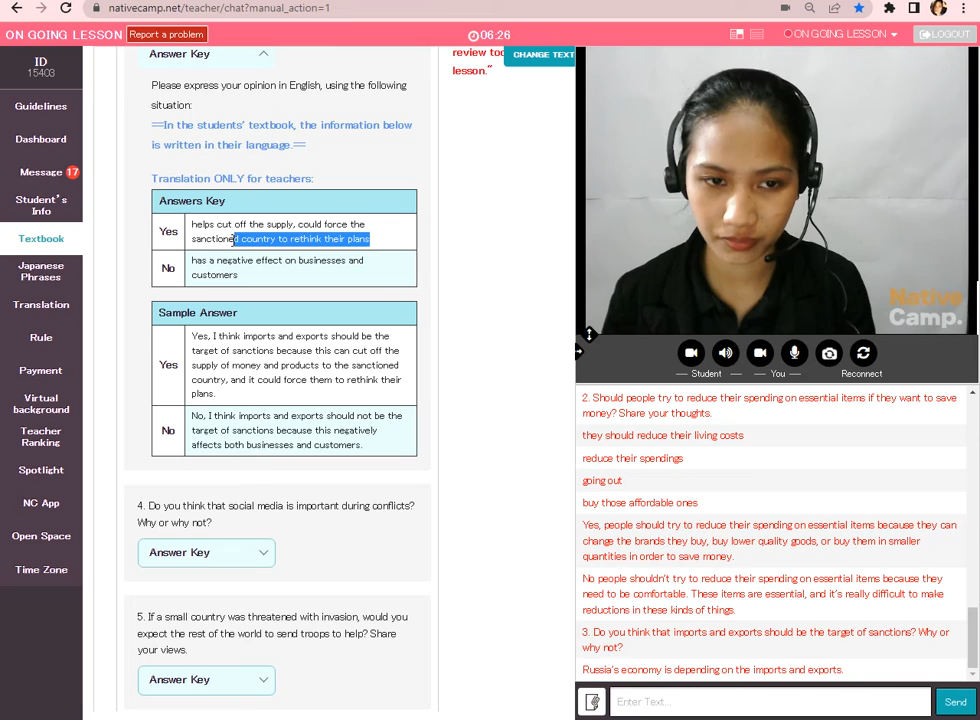 nativecamp.net/teacher/chat?manual_action=1
ON GOING LESSON
Report a problem
06:26
ON GOING LESSON
LOGOUT
ID
15403
Guidelines
Dashboard
Message 17
Student's
Info
Textbook
Japanese
Phrases
Translation
Rule
Payment
Virtual
background
Teacher
Ranking
Spotlight
NC App
Open Space
Time Zone
Answer Key
Please express your opinion in English, using the following
situation:
==In the students' textbook, the information below
is written in their language.==
Translation ONLY for teachers:
Answers Key
Yes
helps cut off the supply, could force the
sanctioned country to rethink their plans
No
has a negative effect on businesses and
customers
Sample Answer
Yes
Yes, I think imports and exports should be the
target of sanctions because this can cut off the
supply of money and products to the sanctioned
country, and it could force them to rethink their
plans.
No
No, I think imports and exports should not be the
target of sanctions because this negatively
affects both businesses and customers.
4. Do you think that social media is important during conflicts?
Why or why not?
Answer Key
5. If a small country was threatened with invasion, would you
expect the rest of the world to send troops to help? Share
your views.
Answer Key
review
lesson."
CHANGE TEXT
Native
Camp.
Student
You
Reconnect
2. Should people try to reduce their spending on essential items if they want to save
money? Share your thoughts.
they should reduce their living costs
reduce their spendings
going out
buy those affordable ones
Yes, people should try to reduce their spending on essential items because they can
change the brands they buy, buy lower quality goods, or buy them in smaller
quantities in order to save money.
No people shouldn't try to reduce their spending on essential items because they
need to be comfortable. These items are essential, and it's really difficult to make
reductions in these kinds of things.
3. Do you think that imports and exports should be the target of sanctions? Why or
why not?
Russia's economy is depending on the imports and exports.
Enter Text...
Send